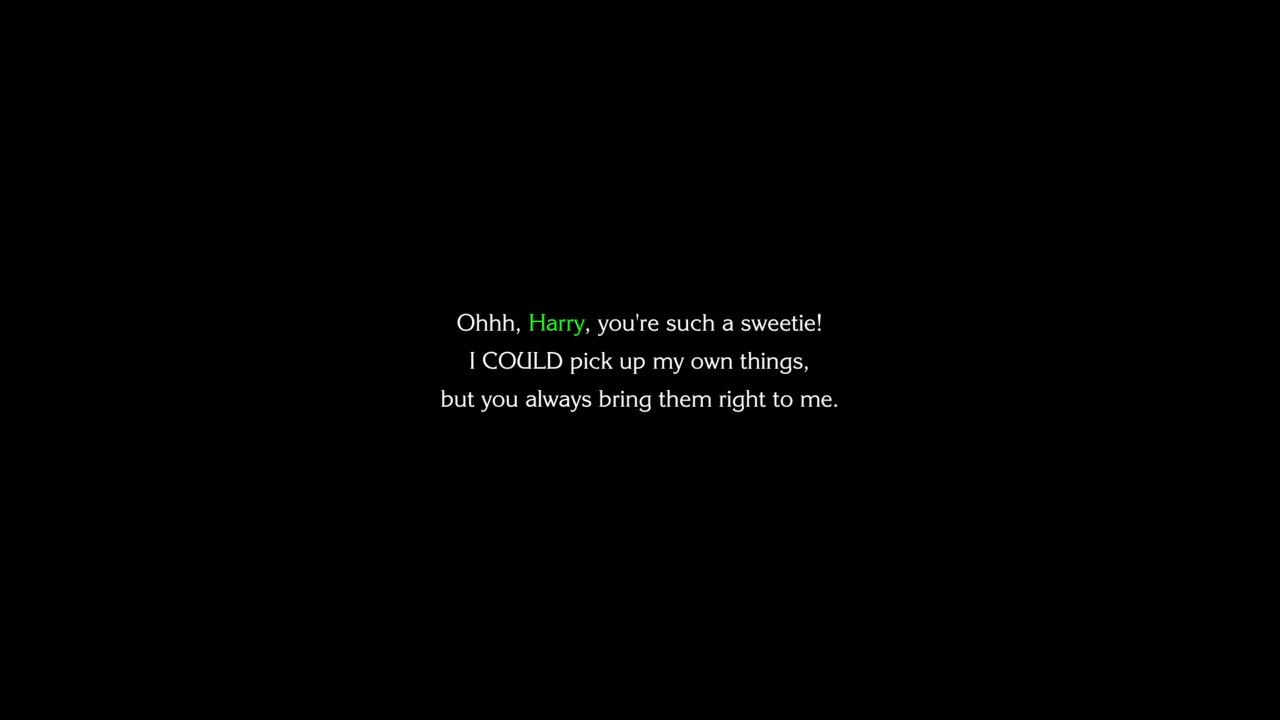 Ohhh, Harry, you're such a sweetie!
I COULD pick up my own things,
but you always bring them right to me.